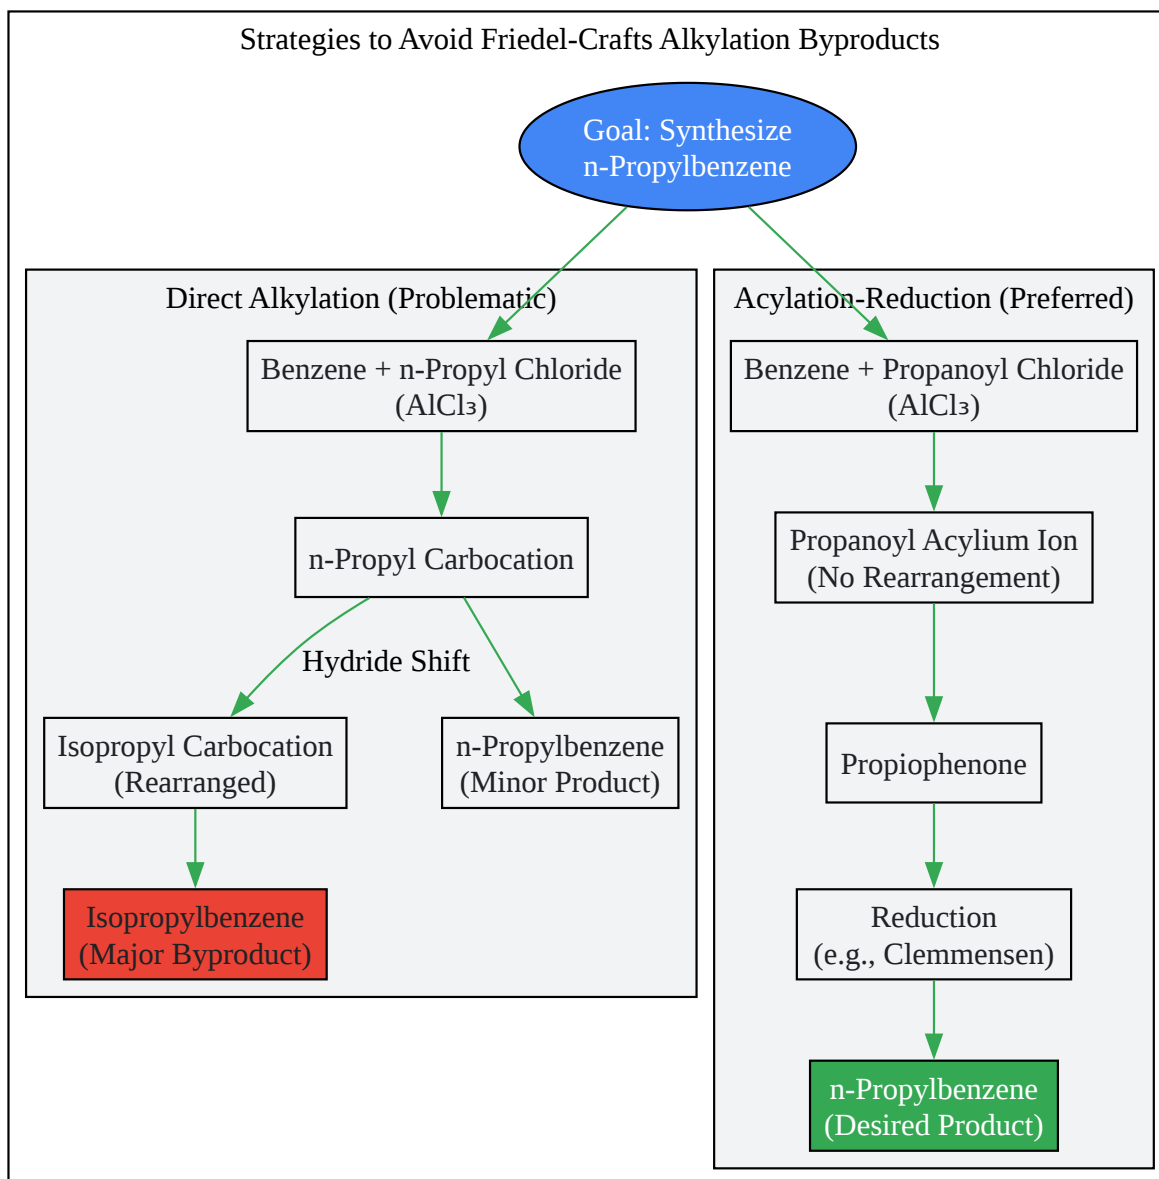 Strategies to Avoid Friedel-Crafts Alkylation Byproducts
Goal: Synthesize
n-Propylbenzene
Direct Alkylation (Problematic)
Benzene + n-Propyl Chloride
(AlCl₃)
n-Propyl Carbocation
Hydride Shift
Isopropyl Carbocation
(Rearranged)
n-Propylbenzene
(Minor Product)
Isopropylbenzene
(Major Byproduct)
Acylation-Reduction (Preferred)
Benzene + Propanoyl Chloride
(AlCl₃)
Propanoyl Acylium Ion
(No Rearrangement)
Propiophenone
Reduction
(e.g., Clemmensen)
n-Propylbenzene
(Desired Product)